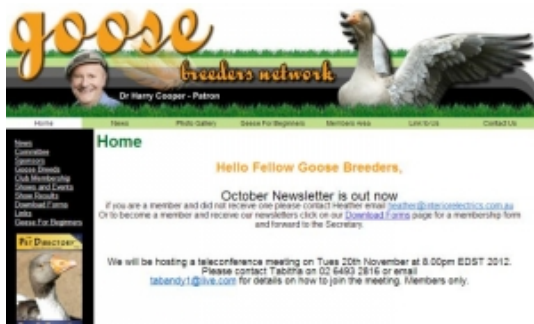 goose
breeders network
Dr Harry Cooper - Patron
Home News Photo Gallery Geese For Beginners Members Area Link to Us Contact Us
News
Committee
Sponsors
Goose Breeds
Club Membership
Shows and Events
Show Results
Download Forms
Links
Geese For Beginners
PET DIRECTORY
Home
Hello Fellow Goose Breeders,
October Newsletter is out now
if you are a member and did not receive one please contact Heather email heather@interiorelectrics.com.au
Or to become a member and receive our newsletters click on our Download Forms page for a membership form
and forward to the Secretary.
We will be hosting a teleconference meeting on Tues 20th November at 8.00pm EDST 2012.
Please contact Tabitha on 02 6493 2816 or email
tabandy1@live.com for details on how to join the meeting. Members only.